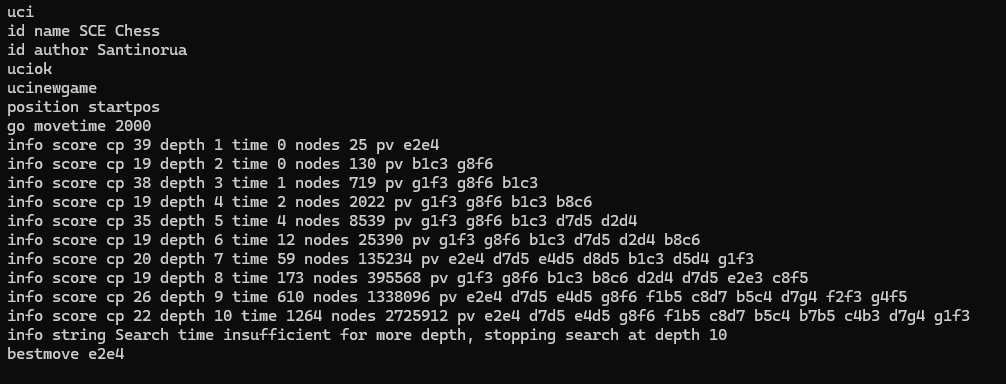 uci
id name SCE Chess
id author Santinorua
uciok
ucinewgame
position startpos
go movetime 2000
info score cp 39 depth 1 time 0 nodes 25 pv e2e4
info score cp 19 depth 2 time 0 nodes 130 pv b1c3 g8f6
info score cp 38 depth 3 time 1 nodes 719 pv g1f3 g8f6 b1c3
info score cp 19 depth 4 time 2 nodes 2022 pv g1f3 g8f6 b1c3 b8c6
info score cp 35 depth 5 time 4 nodes 8539 pv g1f3 g8f6 b1c3 d7d5 d2d4
info score cp 19 depth 6 time 12 nodes 25390 pv g1f3 g8f6 b1c3 d7d5 d2d4 b8c6
info score cp 20 depth 7 time 59 nodes 135234 pv e2e4 d7d5 e4d5 d8d5 b1c3 d5d4 g1f3
info score cp 19 depth 8 time 173 nodes 395568 pv g1f3 g8f6 b1c3 b8c6 d2d4 d7d5 e2e3 c8f5
info score cp 26 depth 9 time 610 nodes 1338096 pv e2e4 d7d5 e4d5 g8f6 f1b5 c8d7 b5c4 d7g4 f2f3 g4f5
info score cp 22 depth 10 time 1264 nodes 2725912 pv e2e4 d7d5 e4d5 g8f6 f1b5 c8d7 b5c4 b7b5 c4b3 d7g4 g1f3
info string Search time insufficient for more depth, stopping search at depth 10
bestmove e2e4